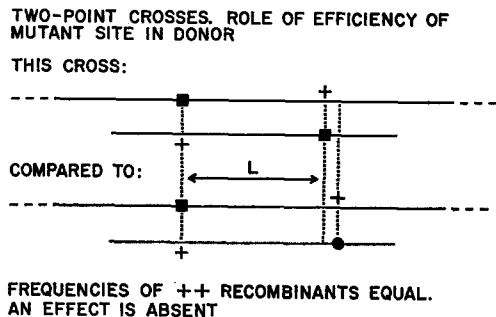 TWO-POINT CROSSES. ROLE OF EFFICIENCY OF
MUTANT SITE IN DONOR
THIS CROSS:
+
+
COMPARED TO:
L
+
+
FREQUENCIES OF ++ RECOMBINANTS EQUAL.
AN EFFECT IS ABSENT